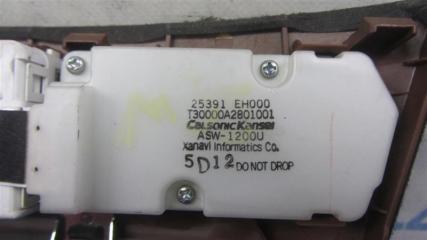 25391 EH000
T30000A2801001
CalsonicKansei
ASW-1200U
Xanavi Informatics Co.
5D12 DO NOT DROP